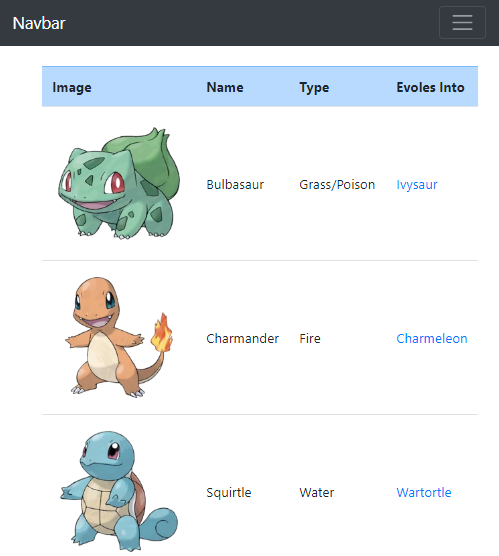 Navbar
Image Name Type Evoles Into
Bulbasaur Grass/Poison Ivysaur
Charmander Fire Charmeleon
Squirtle Water Wartortle